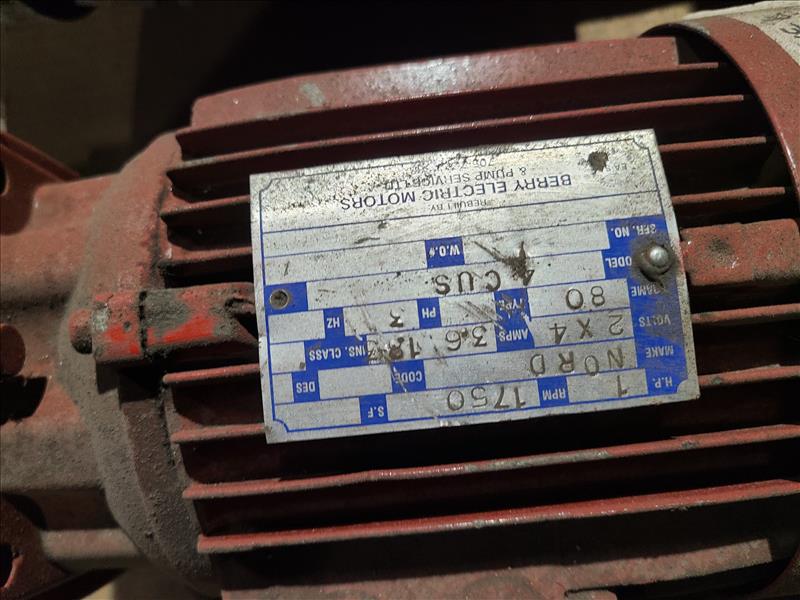 H.P. 1 RPM 1750 S.F
MAKE NORD CODE DES
VOLTS 2 X 4 AMPS 3.6 1.8 INS. CLASS
FRAME 80 TYPE PH 3 HZ
MODEL 4 CUS
SER. NO. W.O.#
REBUILT BY
BERRY ELECTRIC MOTORS
& PUMP SERVICE LTD